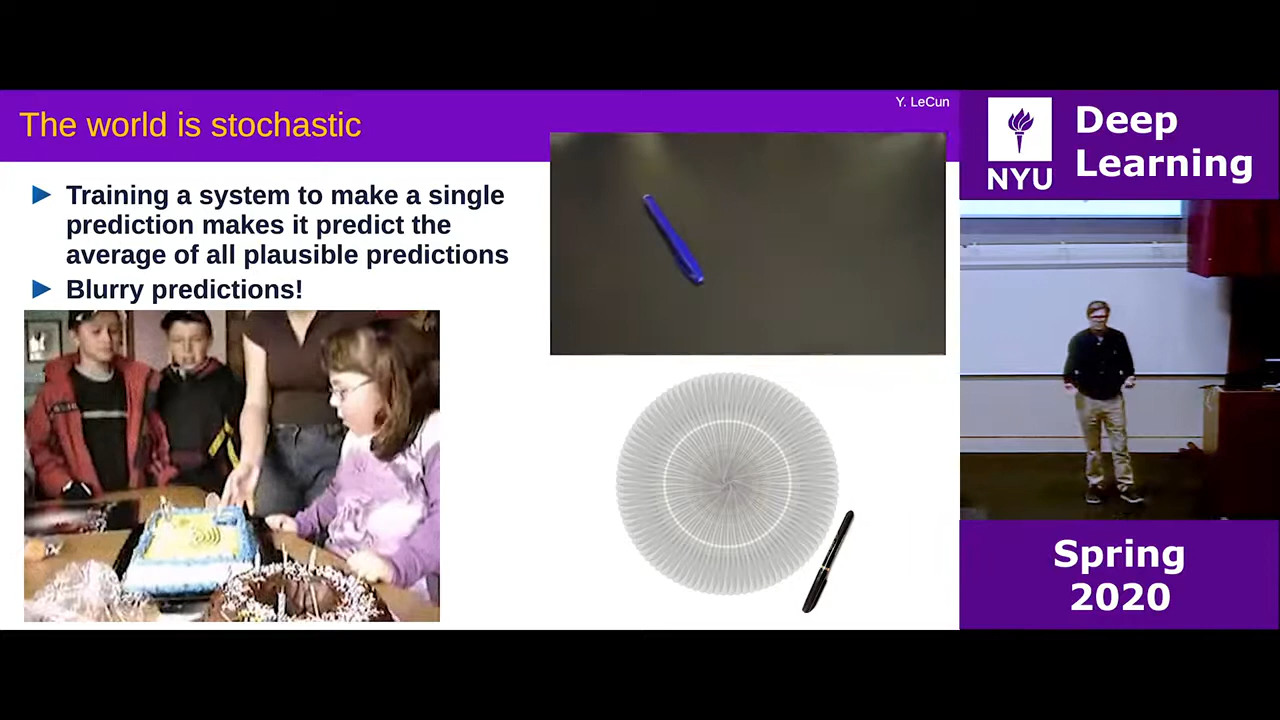 Y. LeCun
The world is stochastic
Training a system to make a single
prediction makes it predict the
average of all plausible predictions
Blurry predictions!
NYU
Deep
Learning
Spring
2020